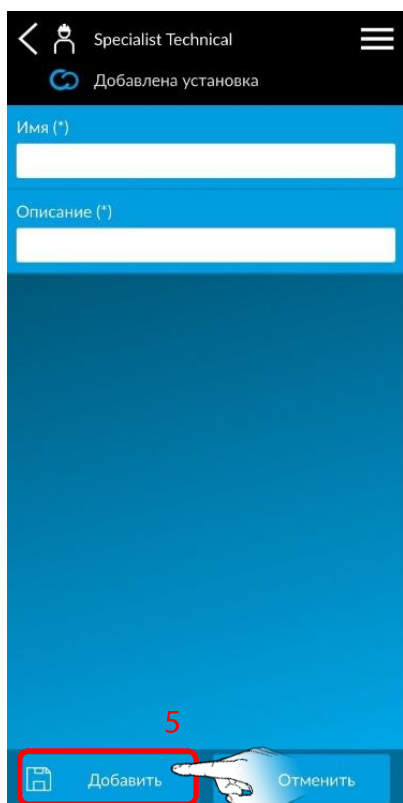 Specialist Technical
Добавлена установка
Имя (*)
Описание (*)
5
Добавить
Отменить